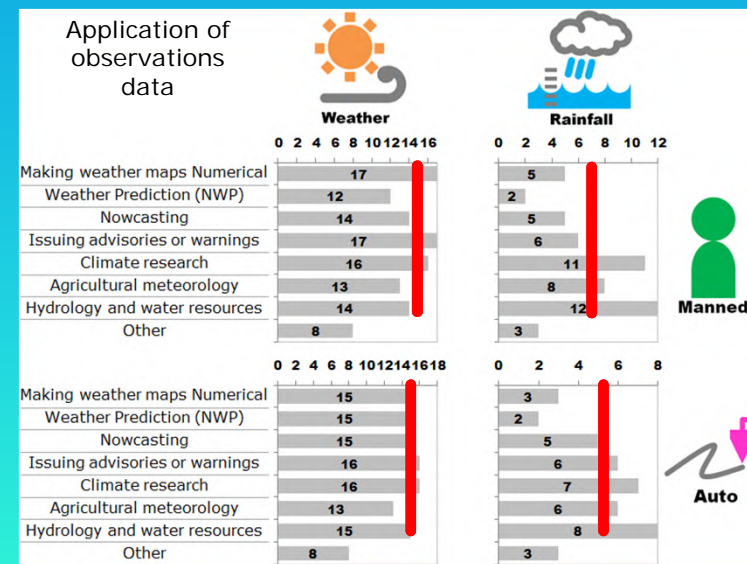 Application of
observations
data
Weather
Rainfall
0 2 4 6 8 10 12 14 16
0 2 4 6 8 10 12
Making weather maps Numerical 17 5
Weather Prediction (NWP) 12 2
Nowcasting 14 5
Issuing advisories or warnings 17 6
Climate research 16 11
Agricultural meteorology 13 8
Hydrology and water resources 14 12
Other 8 3
Manned
0 2 4 6 8 10 12 14 16 18
0 2 4 6 8
Making weather maps Numerical 15 3
Weather Prediction (NWP) 15 2
Nowcasting 15 5
Issuing advisories or warnings 16 6
Climate research 16 7
Agricultural meteorology 13 6
Hydrology and water resources 15 8
Other 8 3
Auto